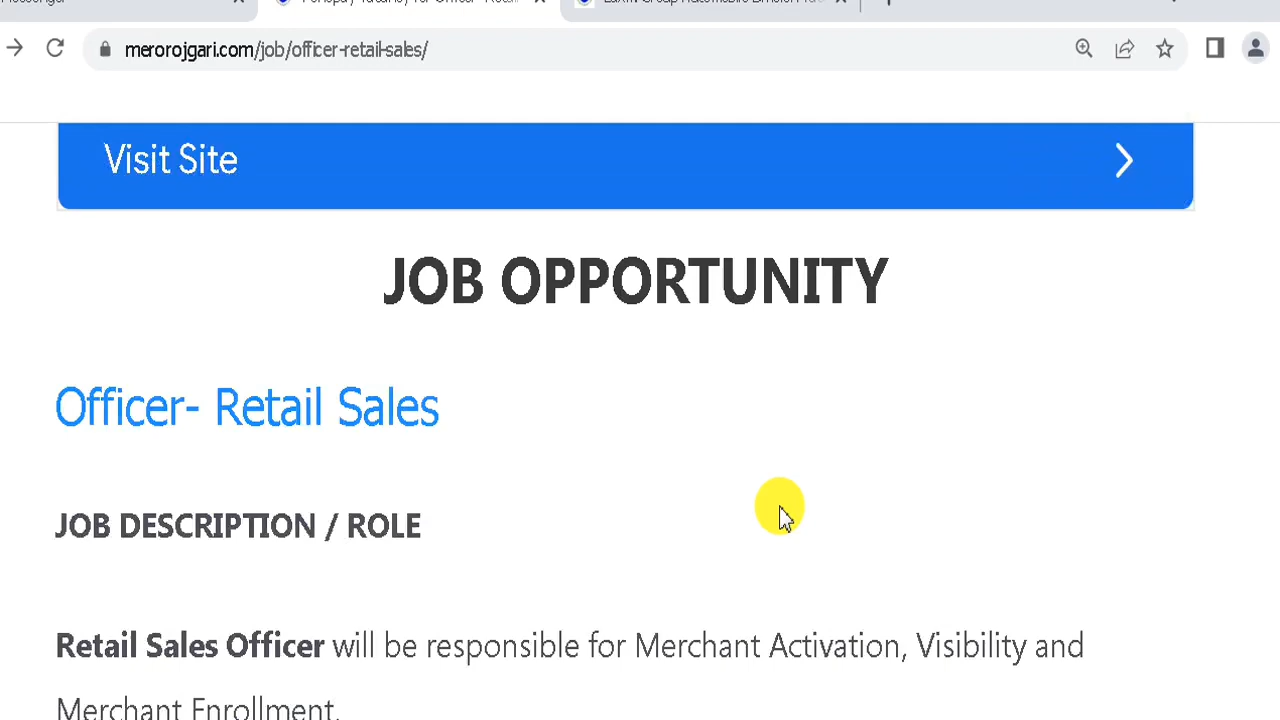 merorojgari.com/job/officer-retail-sales/
Visit Site
JOB OPPORTUNITY
Officer- Retail Sales
JOB DESCRIPTION / ROLE
Retail Sales Officer will be responsible for Merchant Activation, Visibility and
Merchant Enrollment.